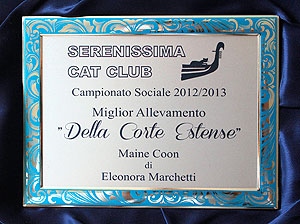 SERENISSIMA
CAT CLUB
Campionato Sociale 2012/2013
Miglior Allevamento
"Della Corte Estense"
Maine Coon
di
Eleonora Marchetti